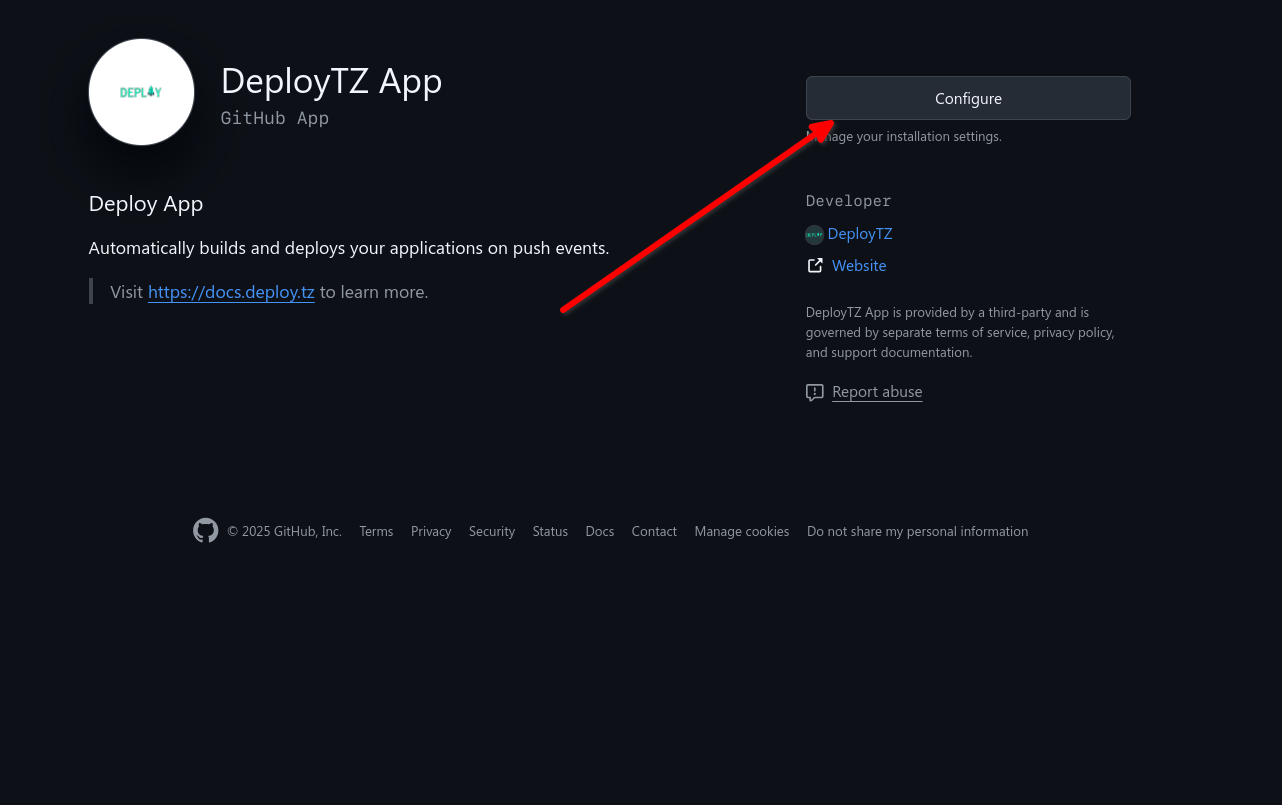 DEPLOY
DeployTZ App
GitHub App
Configure
nage your installation settings.
Deploy App
Automatically builds and deploys your applications on push events.
Visit https://docs.deploy.tz to learn more.
Developer
DeployTZ
Website
DeployTZ App is provided by a third-party and is
governed by separate terms of service, privacy policy,
and support documentation.
Report abuse
© 2025 GitHub, Inc. Terms Privacy Security Status Docs Contact Manage cookies Do not share my personal information